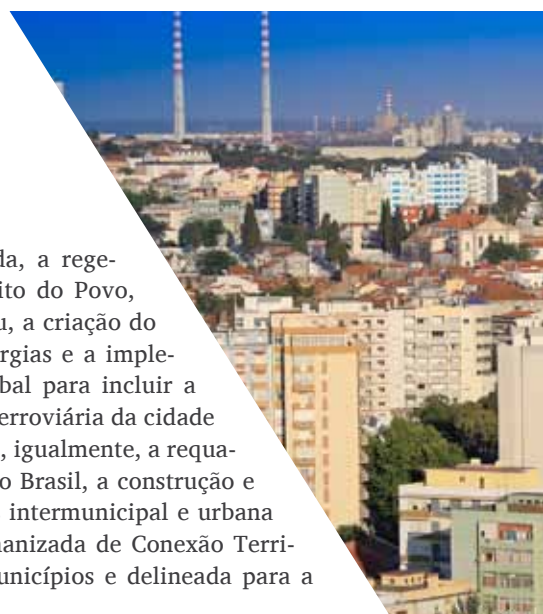 da, a rege-
ito do Povo,
u, a criação do
rgias e a imple-
bal para incluir a
erroviária da cidade
, igualmente, a requa-
o Brasil, a construção e
intermunicipal e urbana
anizada de Conexão Terri-
unicípios e delineada para a